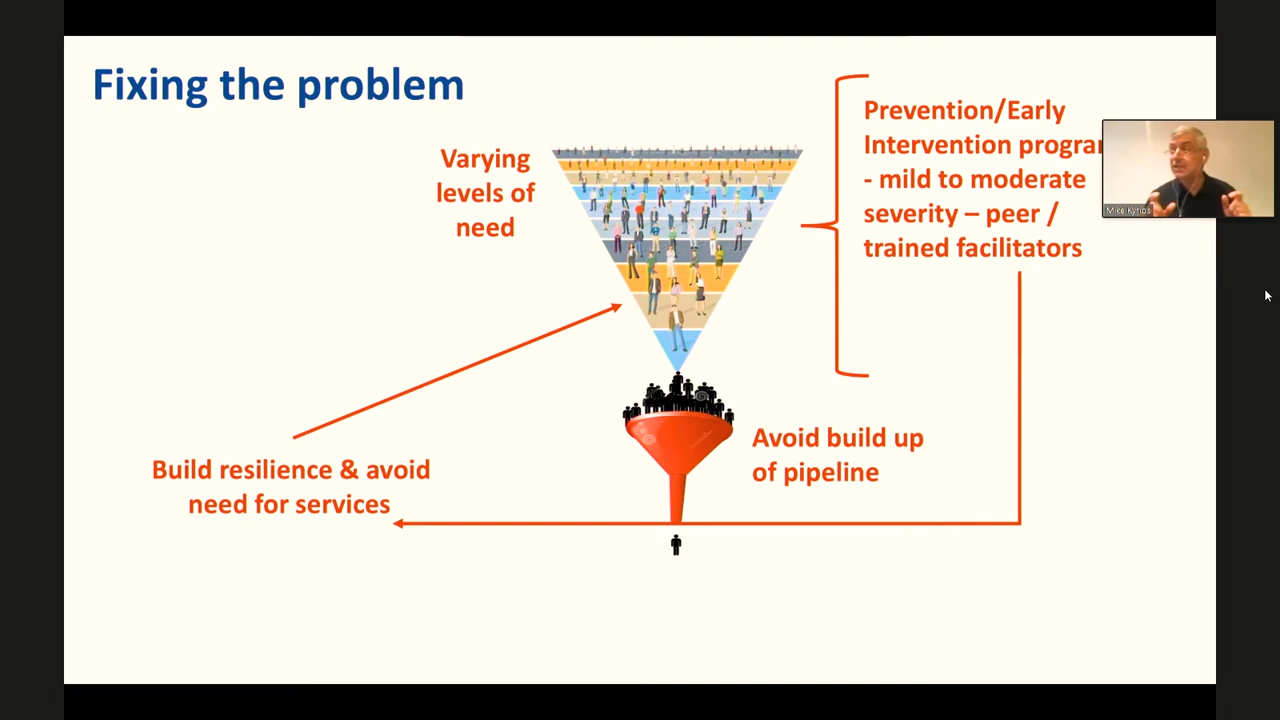 Fixing the problem
Varying
levels of
need
Prevention/Early
Intervention
- mild to moderate
severity – peer /
trained facilitators
Mike Kyrios
Avoid build up
of pipeline
Build resilience & avoid
need for services